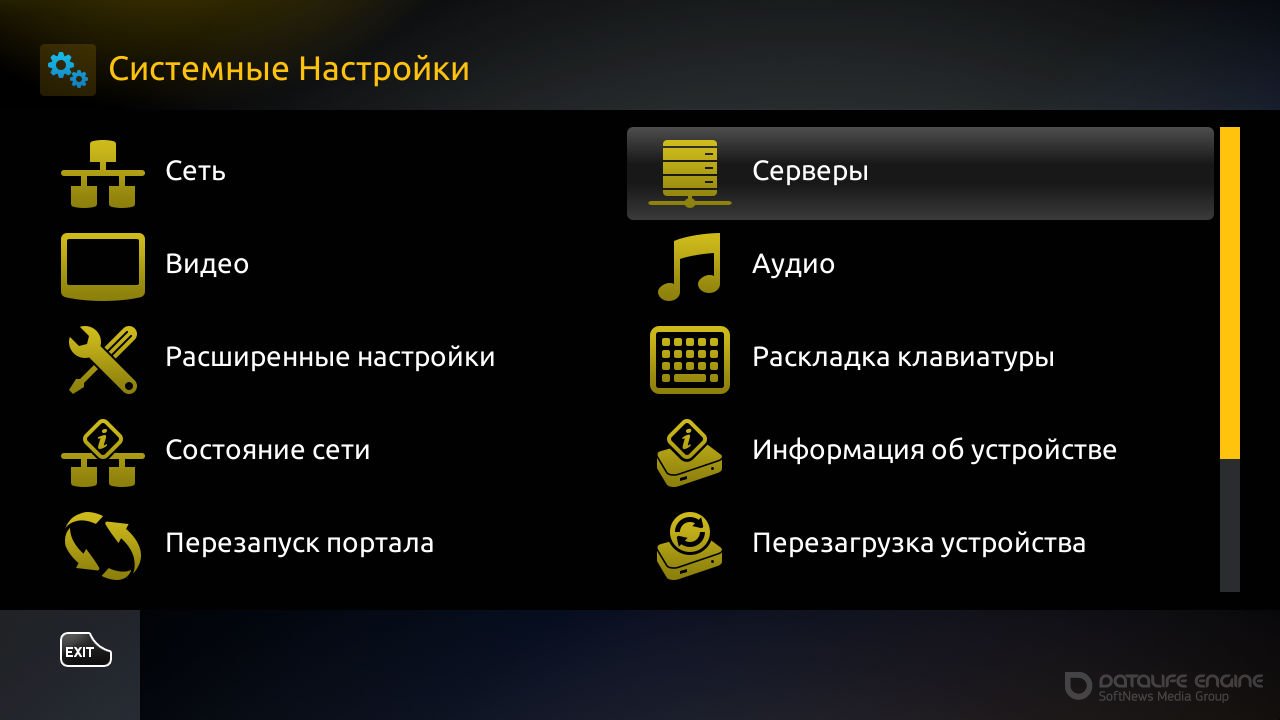 Системные Настройки
Сеть
Серверы
Видео
Аудио
Расширенные настройки
Раскладка клавиатуры
Состояние сети
Информация об устройстве
Перезапуск портала
Перезагрузка устройства
EXIT
DATALIFE ENGINE
SoftNews Media Group